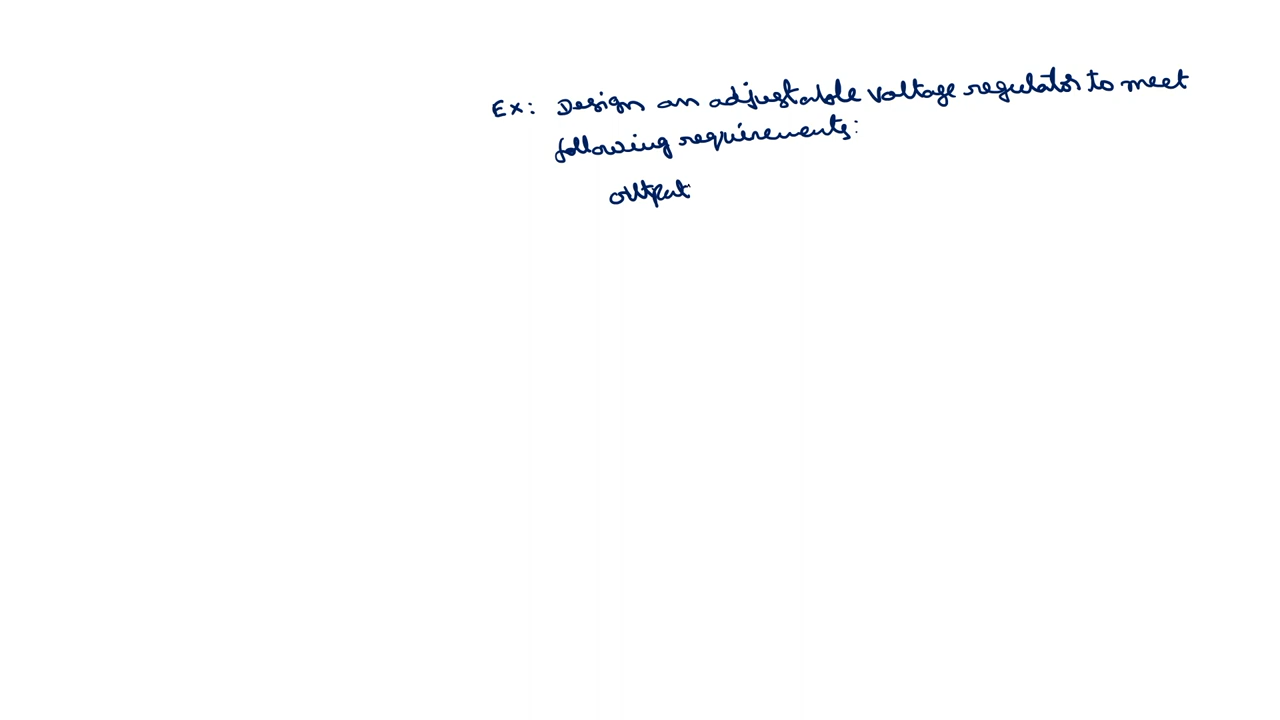 Ex: Design an adjustable voltage regulator to meet
following requirements:
output